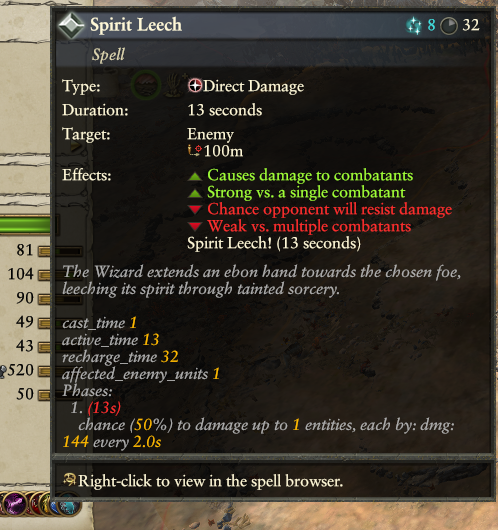 Spirit Leech 8 32
Spell
Type: Direct Damage
Duration: 13 seconds
Target: Enemy
100m
Effects: Causes damage to combatants
Strong vs. a single combatant
Chance opponent will resist damage
Weak vs. multiple combatants
Spirit Leech! (13 seconds)
The Wizard extends an ebon hand towards the chosen foe,
leeching its spirit through tainted sorcery.
cast_time 1
active_time 13
recharge_time 32
affected_enemy_units 1
Phases:
1. (13s)
chance (50%) to damage up to 1 entities, each by: dmg:
144 every 2.0s
Right-click to view in the spell browser.
81
104
90
49
43
520
50